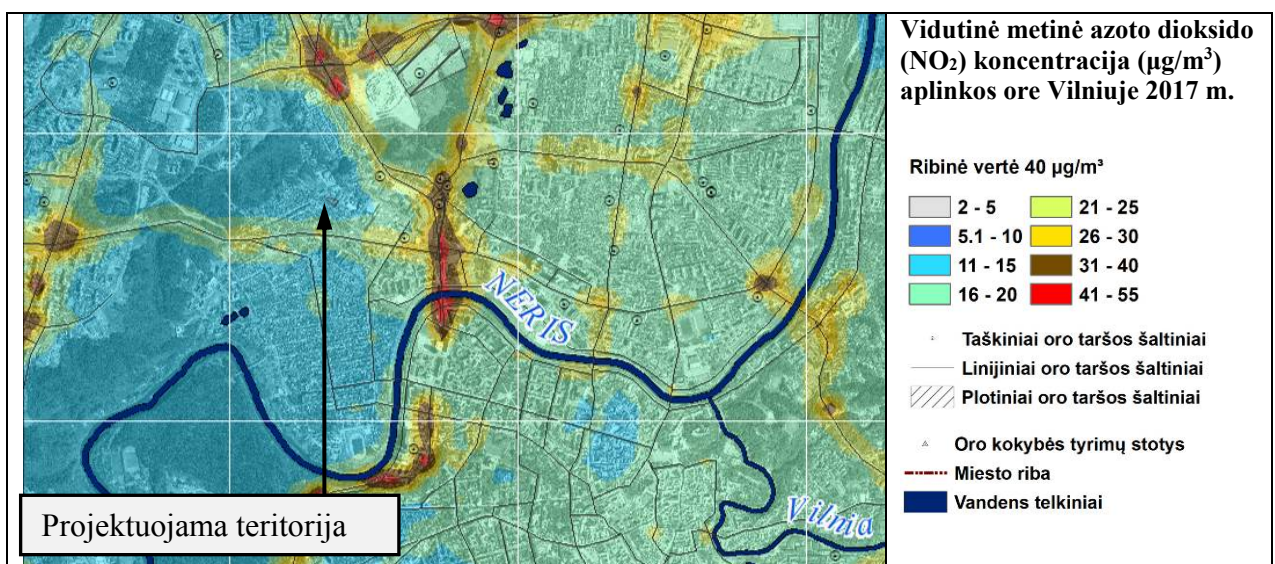 Vidutinė metinė azoto dioksido
(NO₂) koncentracija (µg/m³)
aplinkos ore Vilniuje 2017 m.
Ribinė vertė 40 µg/m³
2 - 5
21 - 25
5.1 - 10
26 - 30
11 - 15
31 - 40
16 - 20
41 - 55
Taškiniai oro taršos šaltiniai
Linijiniai oro taršos šaltiniai
Plotiniai oro taršos šaltiniai
Oro kokybės tyrimų stotys
Miesto riba
Vandens telkiniai
NERIS
Vilnia
Projektuojama teritorija